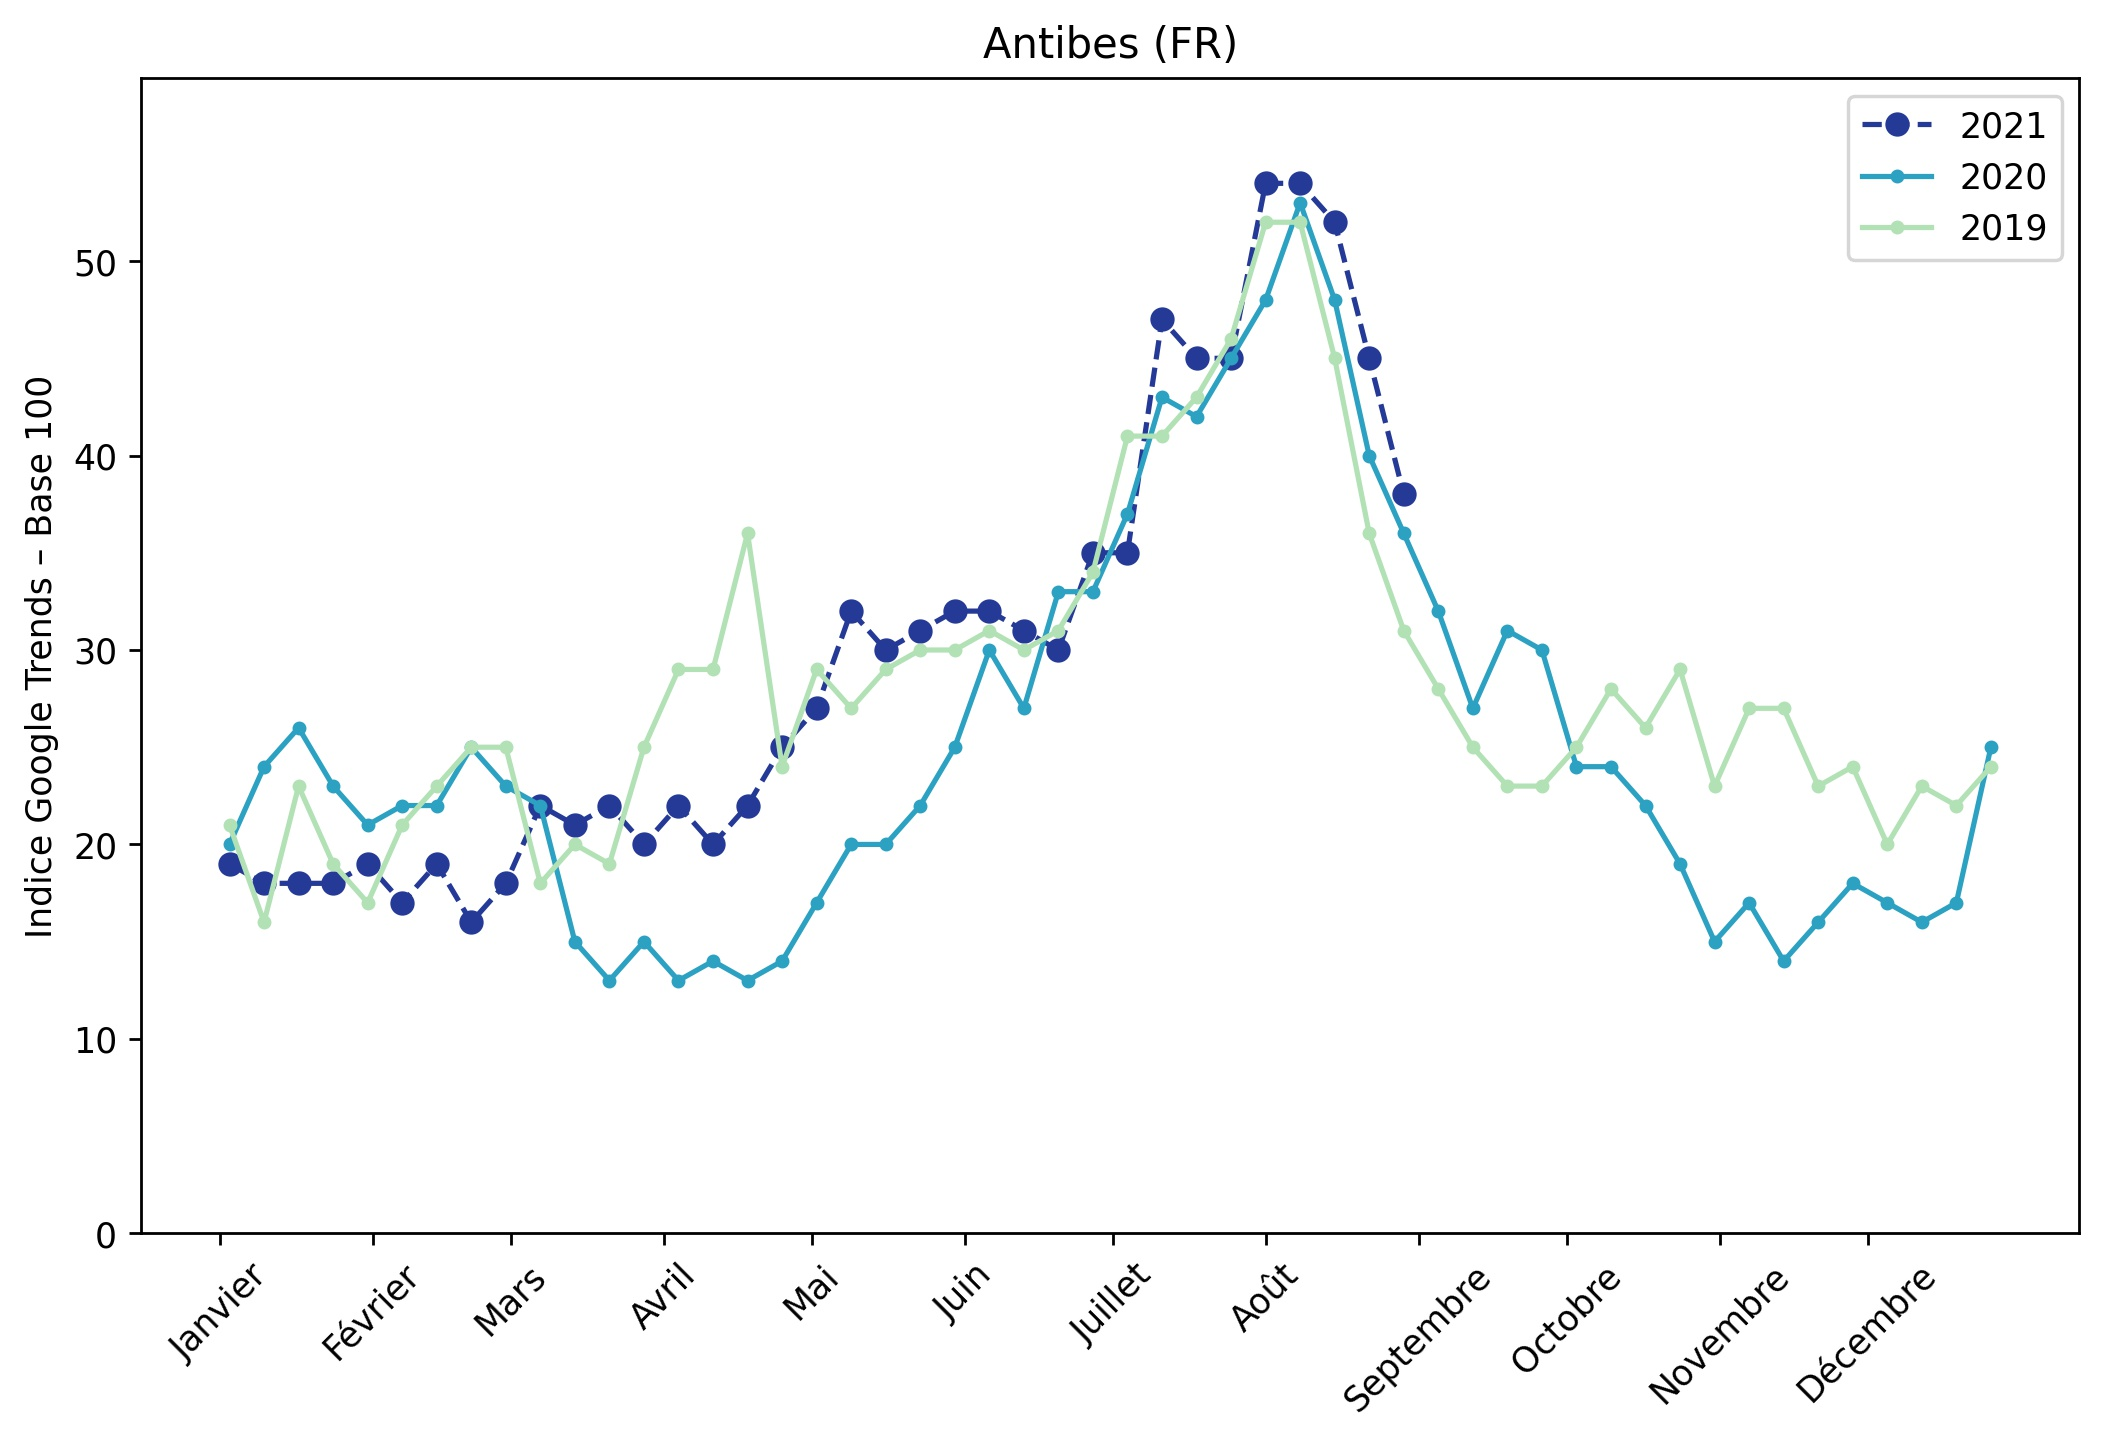 Antibes (FR)
Indice Google Trends – Base 100
50
40
30
20
10
0
2021
2020
2019
Janvier
Février
Mars
Avril
Mai
Juin
Juillet
Août
Septembre
Octobre
Novembre
Décembre